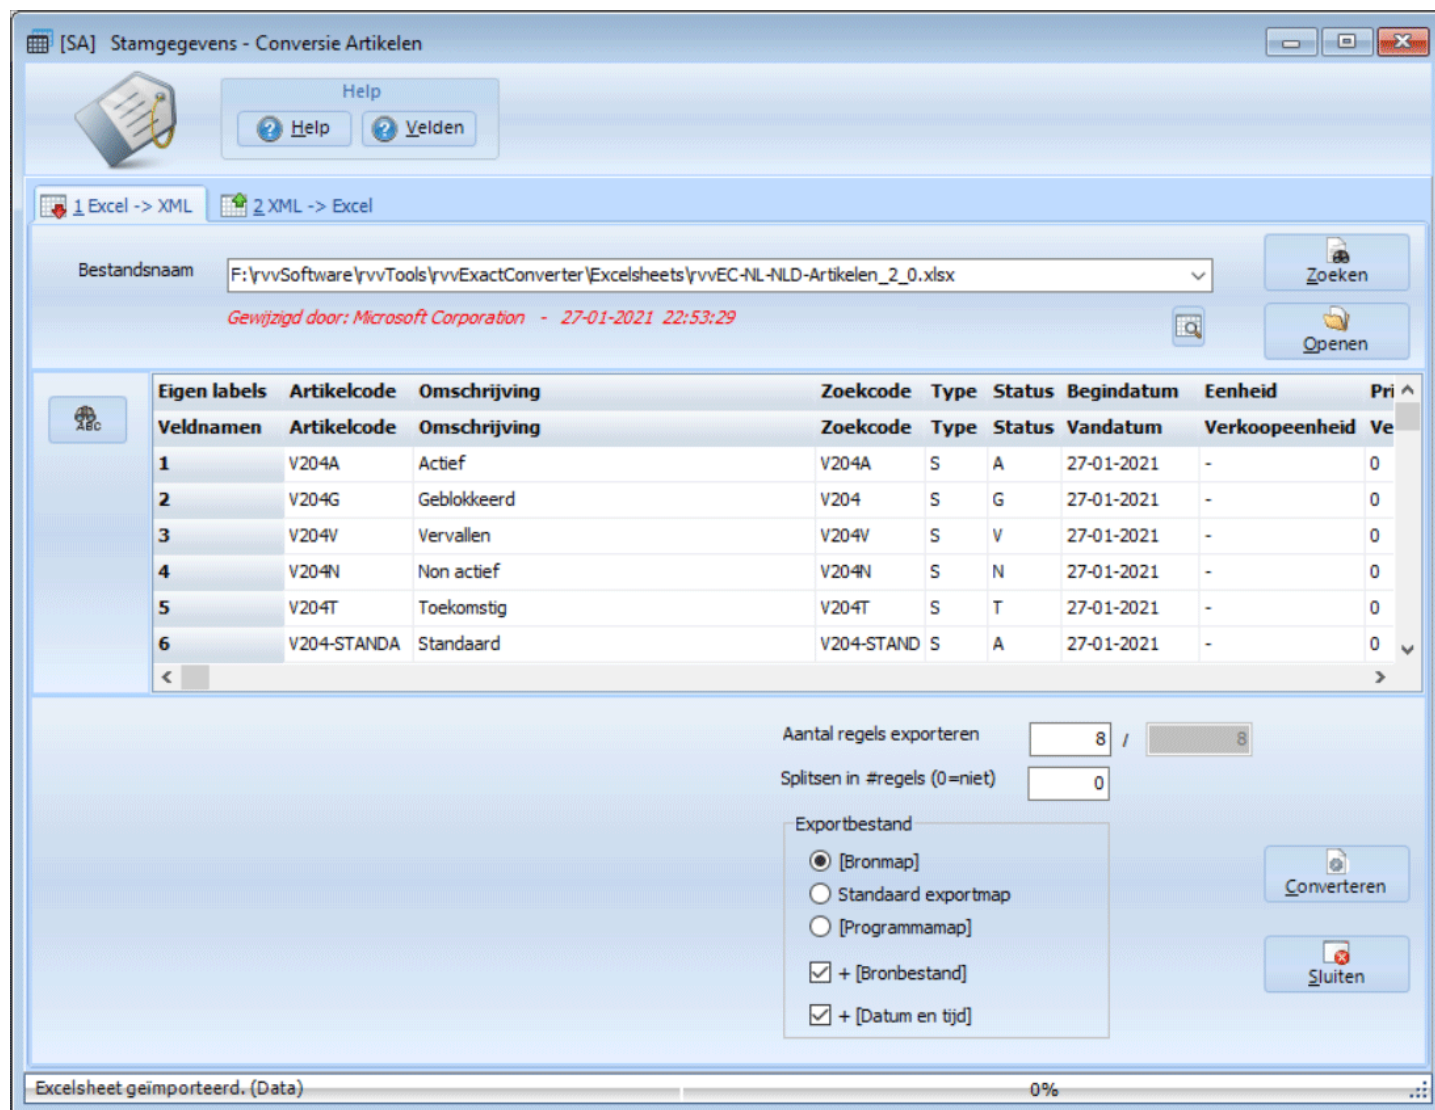 [SA] Stamgegevens - Conversie Artikelen
Help
Help Velden
1 Excel -> XML 2 XML -> Excel
Bestandsnaam F:\rvvSoftware\rvvTools\rvvExactConverter\Excelsheets\rvvEC-NL-NLD-Artikelen_2_0.xlsx Zoeken
Gewijzigd door: Microsoft Corporation - 27-01-2021 22:53:29
Openen
Eigen labels Artikelcode Omschrijving Zoekcode Type Status Begindatum Eenheid Pri
ABC
Veldnamen Artikelcode Omschrijving Zoekcode Type Status Vandatum Verkoopeenheid Ve
1 V204A Actief V204A S A 27-01-2021 - 0
2 V204G Geblokkeerd V204 S G 27-01-2021 - 0
3 V204V Vervallen V204V S V 27-01-2021 - 0
4 V204N Non actief V204N S N 27-01-2021 - 0
5 V204T Toekomstig V204T S T 27-01-2021 - 0
6 V204-STANDA Standaard V204-STAND S A 27-01-2021 - 0
Aantal regels exporteren 8 / 8
Splitsen in #regels (0=niet) 0
Exportbestand
[Bronmap]
Standaard exportmap
[Programmamap]
+ [Bronbestand]
+ [Datum en tijd]
Converteren
Sluiten
Excelsheet geïmporteerd. (Data) 0%